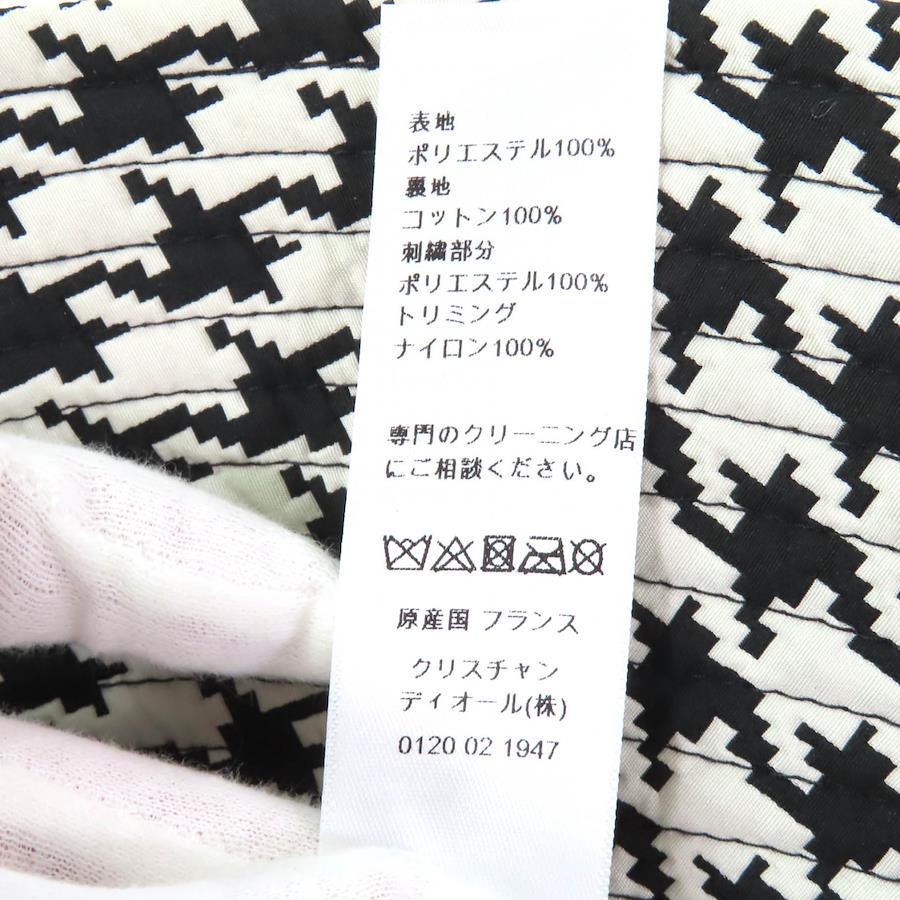 表地
ポリエステル100%
裏地
コットン100%
刺繍部分
ポリエステル100%
トリミング
ナイロン100%
専門のクリーニング店
にご相談ください。
原産国 フランス
クリスチャン
ディオール(株)
0120 02 1947